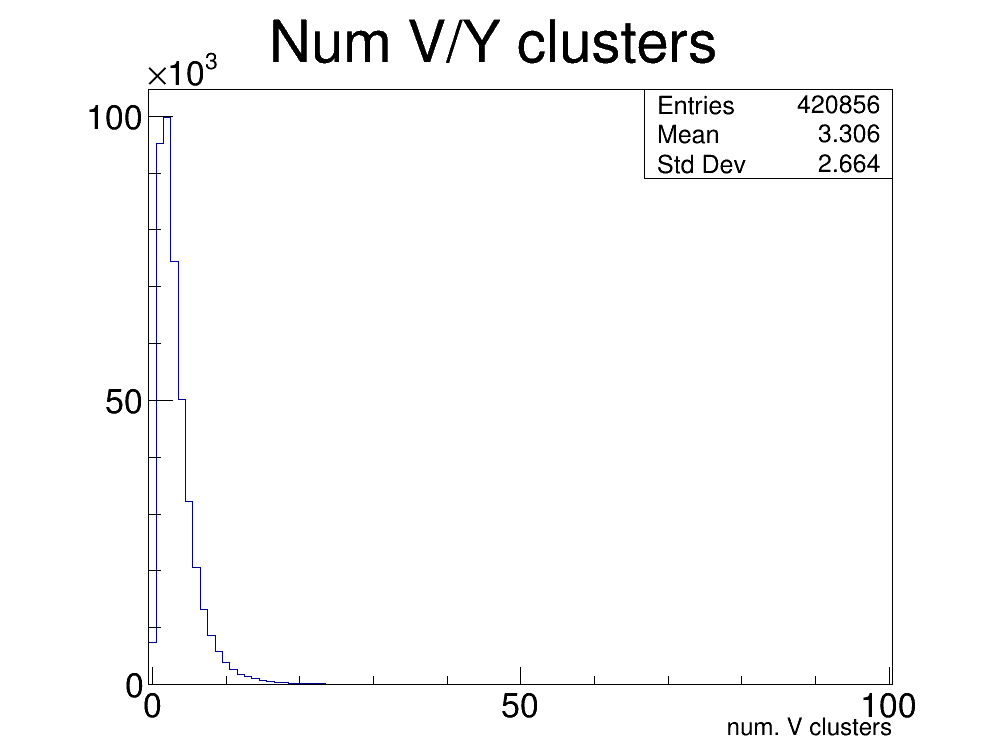 Num V/Y clusters
×10³
Entries 420856
Mean 3.306
Std Dev 2.664
100
50
0
0 50 100
num. V clusters